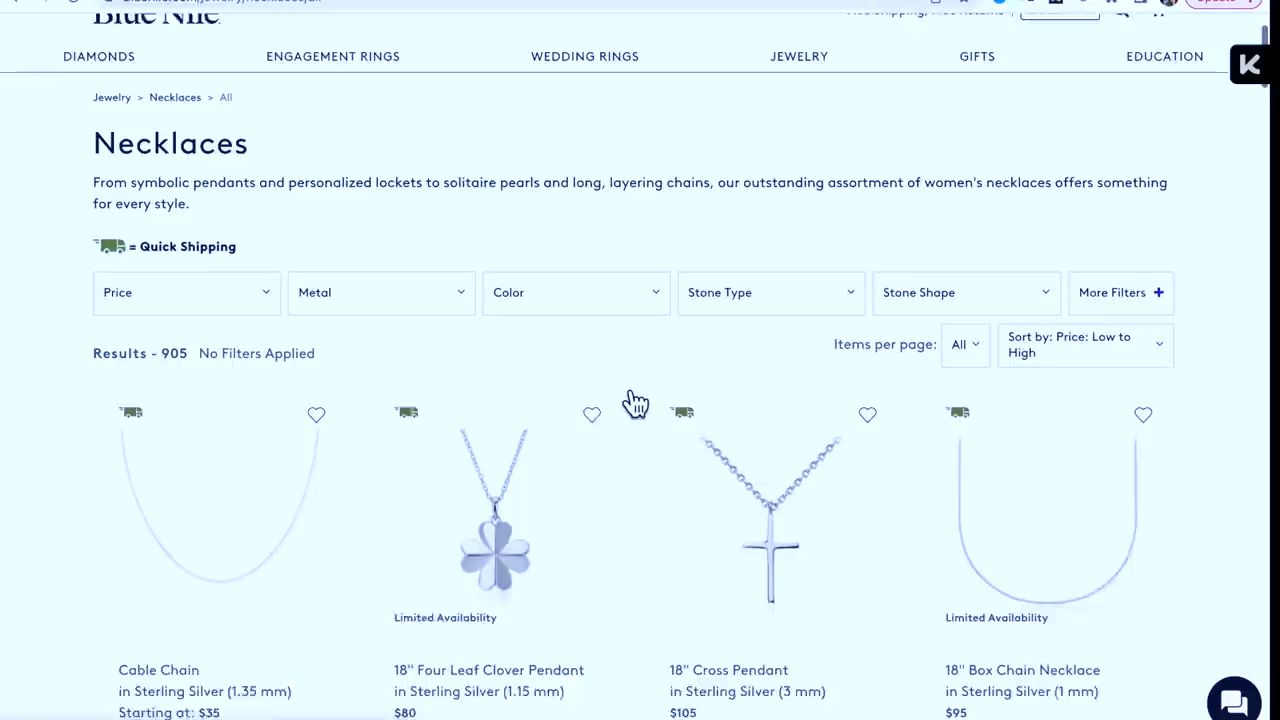 Blue Nile.
DIAMONDS ENGAGEMENT RINGS WEDDING RINGS JEWELRY GIFTS EDUCATION
Jewelry > Necklaces > All
Necklaces
From symbolic pendants and personalized lockets to solitaire pearls and long, layering chains, our outstanding assortment of women's necklaces offers something
for every style.
= Quick Shipping
Price Metal Color Stone Type Stone Shape More Filters +
Results - 905 No Filters Applied
Items per page: All
Sort by: Price: Low to
High
Limited Availability
Limited Availability
Cable Chain
in Sterling Silver (1.35 mm)
Starting at: $35
18" Four Leaf Clover Pendant
in Sterling Silver (1.15 mm)
$80
18" Cross Pendant
in Sterling Silver (3 mm)
$105
18" Box Chain Necklace
in Sterling Silver (1 mm)
$95